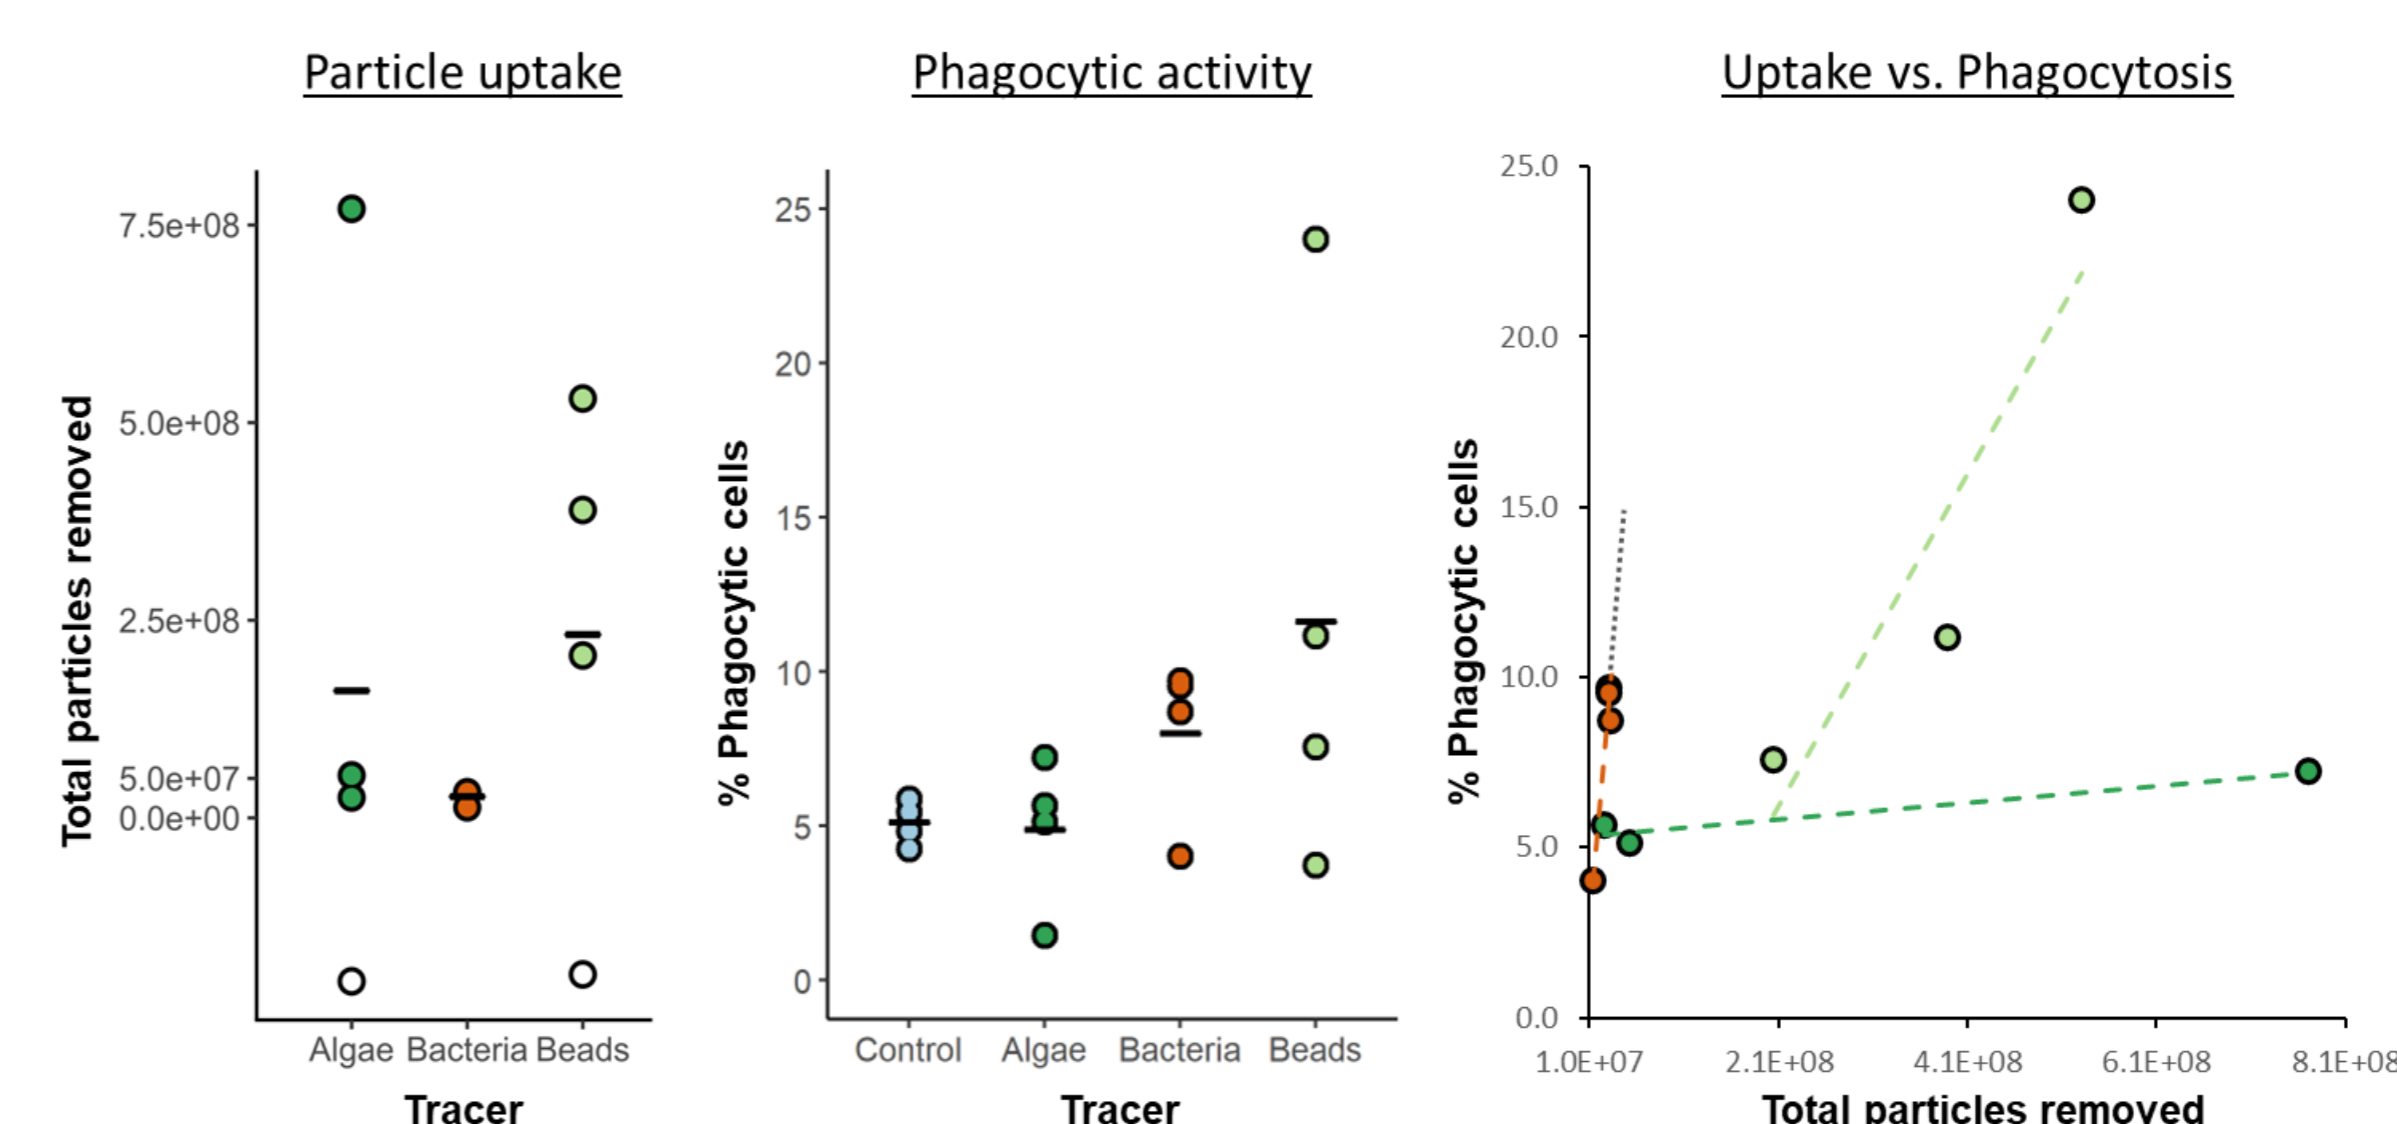 Particle uptake
Total particles removed
7.5e+08
5.0e+08
2.5e+08
5.0e+07
0.0e+00
Algae Bacteria Beads
Tracer
Phagocytic activity
% Phagocytic cells
25
20
15
10
5
0
Control Algae Bacteria Beads
Tracer
Uptake vs. Phagocytosis
% Phagocytic cells
25.0
20.0
15.0
10.0
5.0
0.0
1.0E+07 2.1E+08 4.1E+08 6.1E+08 8.1E+08
Total particles removed